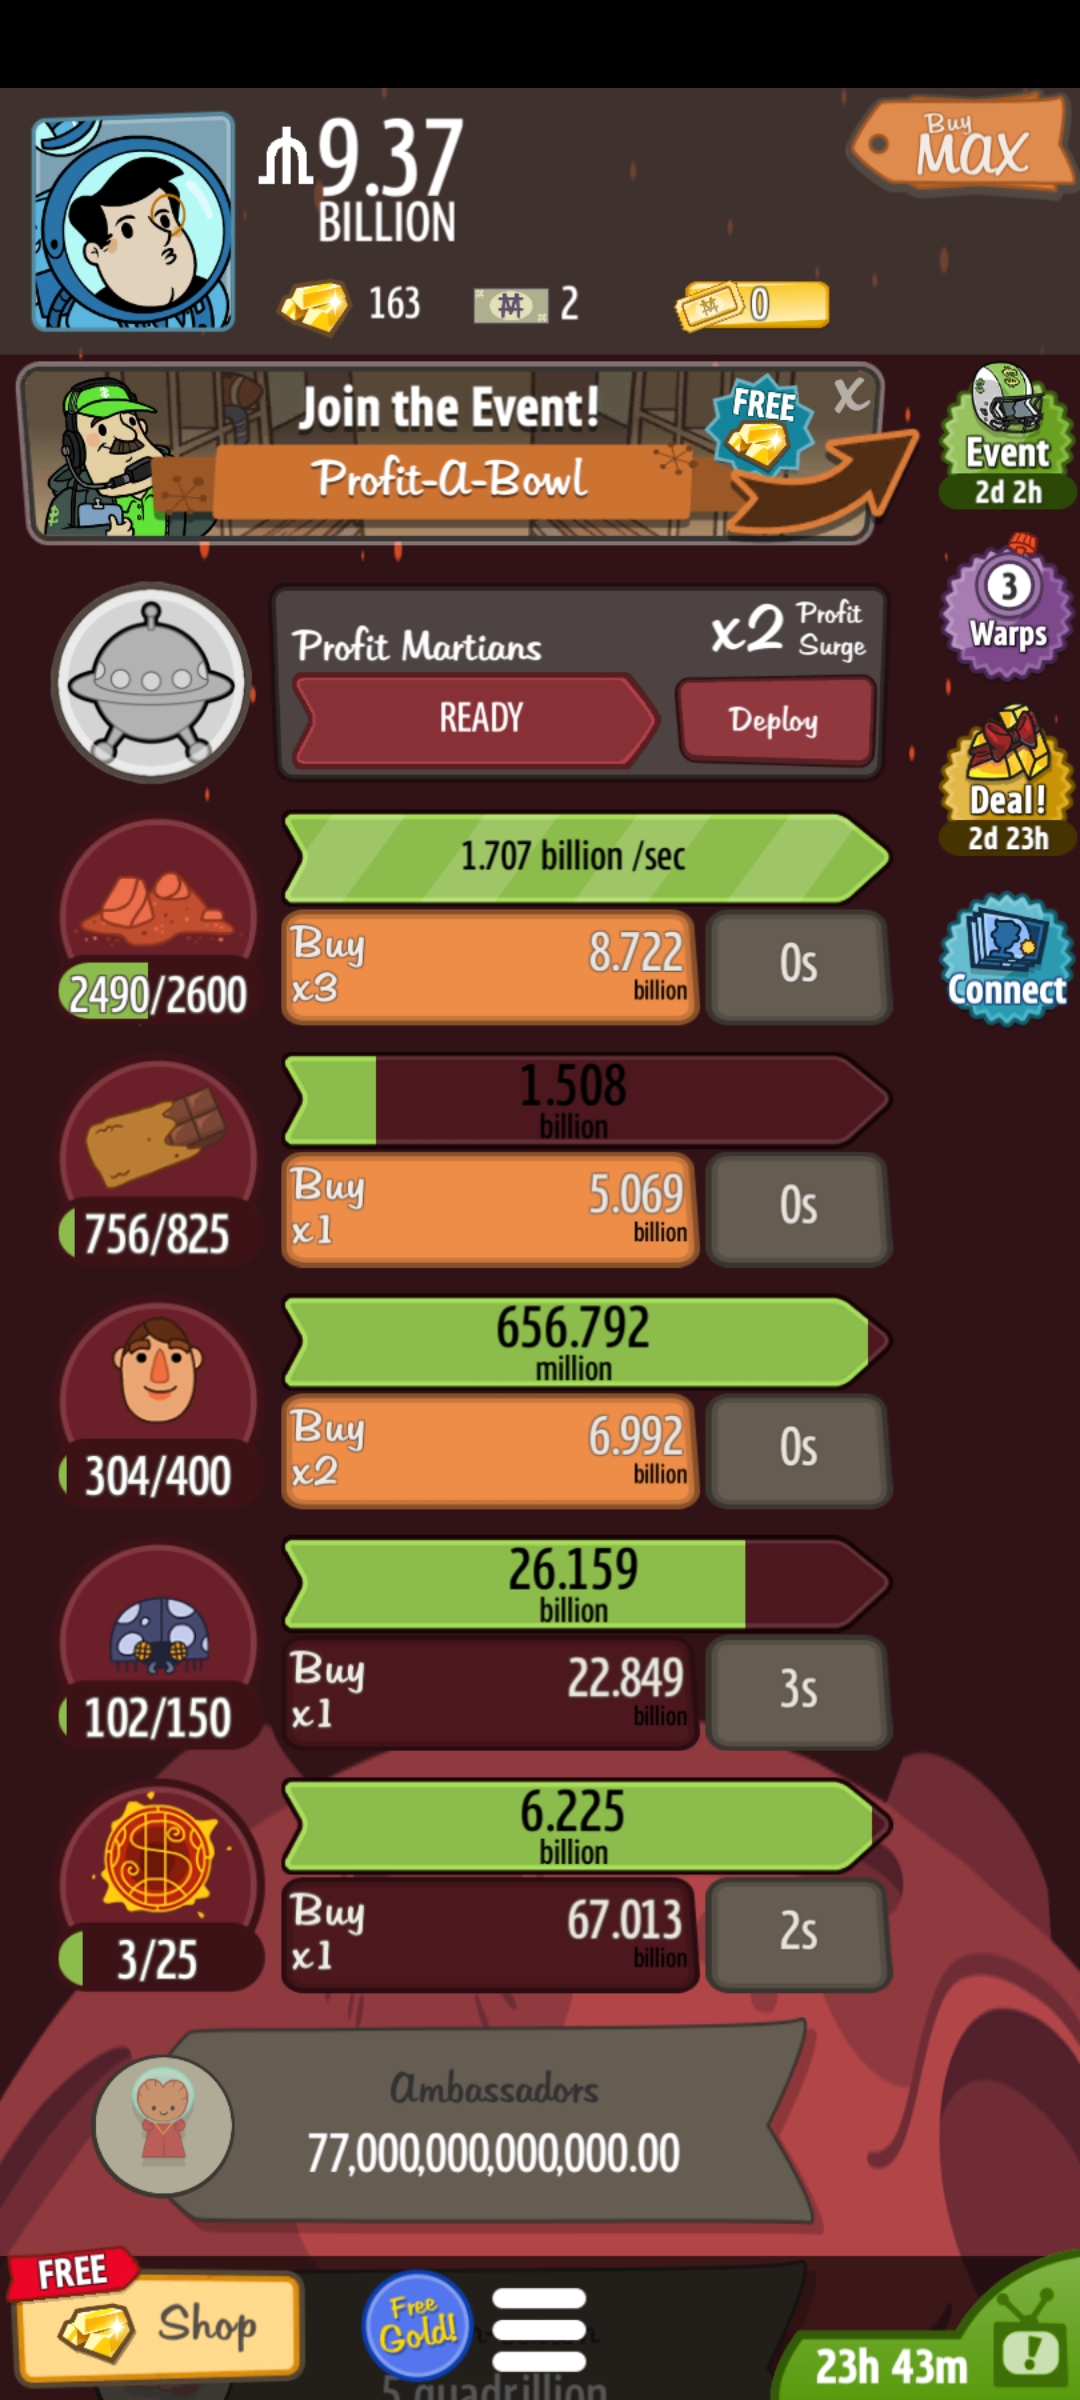 9.37
BILLION
Buy
MAX
163
2
0
Join the Event!
FREE
X
Profit-A-Bowl
Event
2d 2h
3
Warps
Profit Martians
x2 Profit
Surge
READY
Deploy
Deal!
2d 23h
1.707 billion /sec
Buy
x3
8.722
billion
0s
2490/2600
Connect
1.508
billion
Buy
x1
5.069
billion
0s
756/825
656.792
million
Buy
x2
6.992
billion
0s
304/400
26.159
billion
Buy
x1
22.849
billion
3s
102/150
6.225
billion
Buy
x1
67.013
billion
2s
3/25
Ambassadors
77,000,000,000,000.00
FREE
Shop
Free
Gold!
23h 43m
5 quadrillion